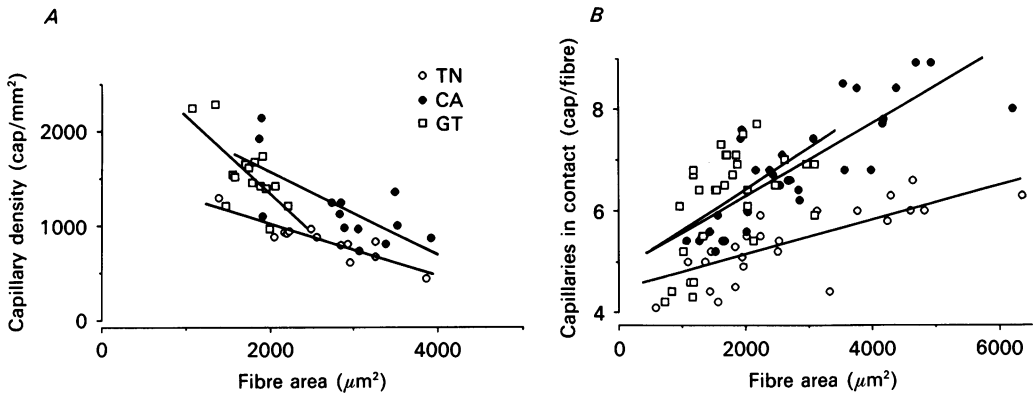 A
Capillary density (cap/mm²)
2000
1000
0
0
2000
4000
Fibre area (μm²)
TN
CA
GT
B
Capillaries in contact (cap/fibre)
8
6
4
0
2000
4000
6000
Fibre area (μm²)